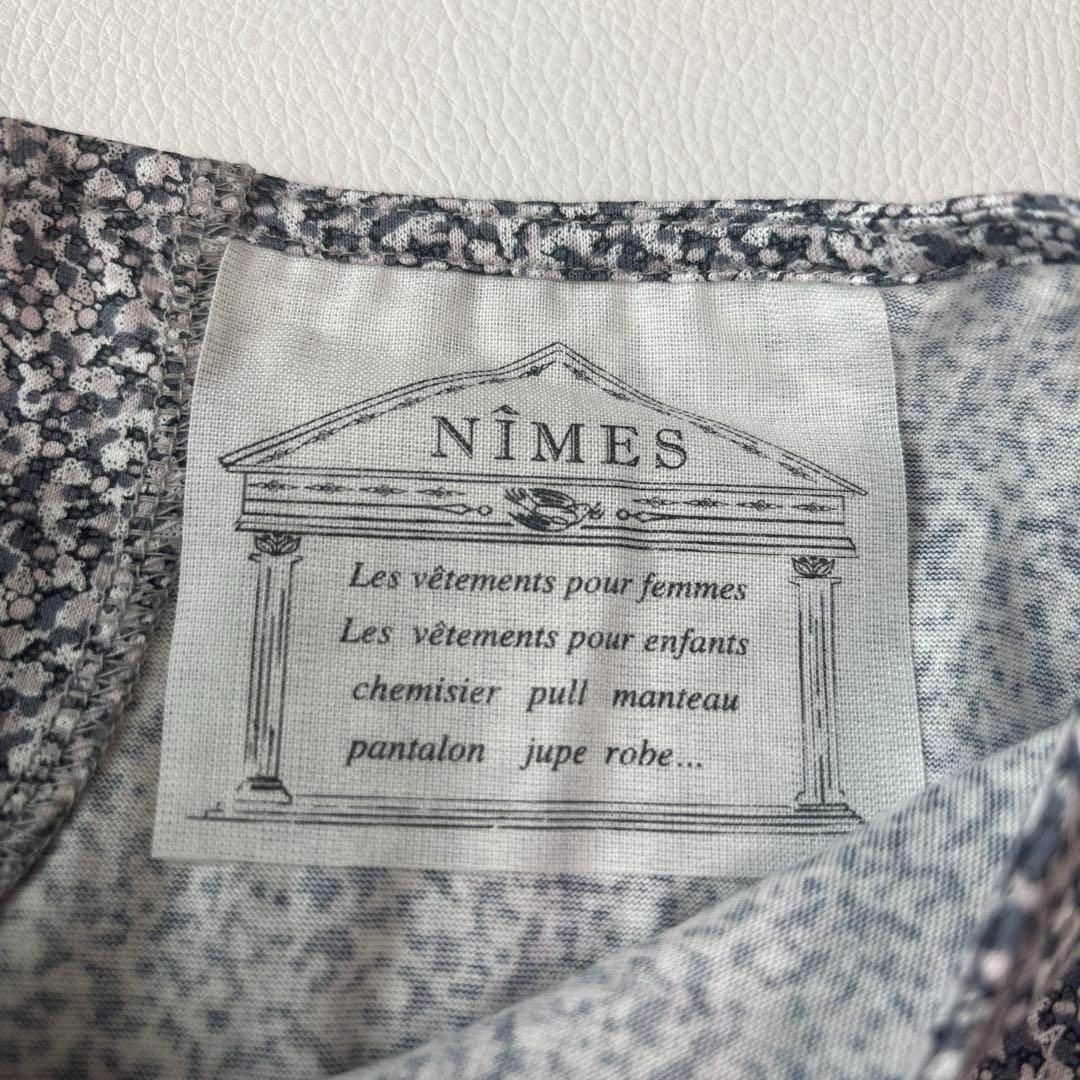 NÎMES
Les vêtements pour femmes
Les vêtements pour enfants
chemisier pull manteau
pantalon jupe robe...